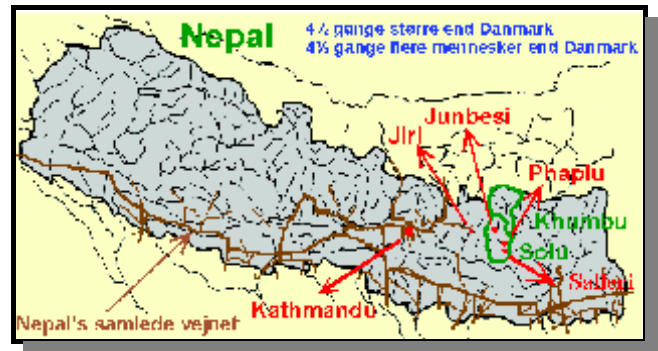 Nepal
4½ gange større end Danmark
4½ gange flere mennesker end Danmark
Junbesi
Jiri
Phaplu
Khumbu
Solu
Salleri
Kathmandu
Nepal's samlede vejnet